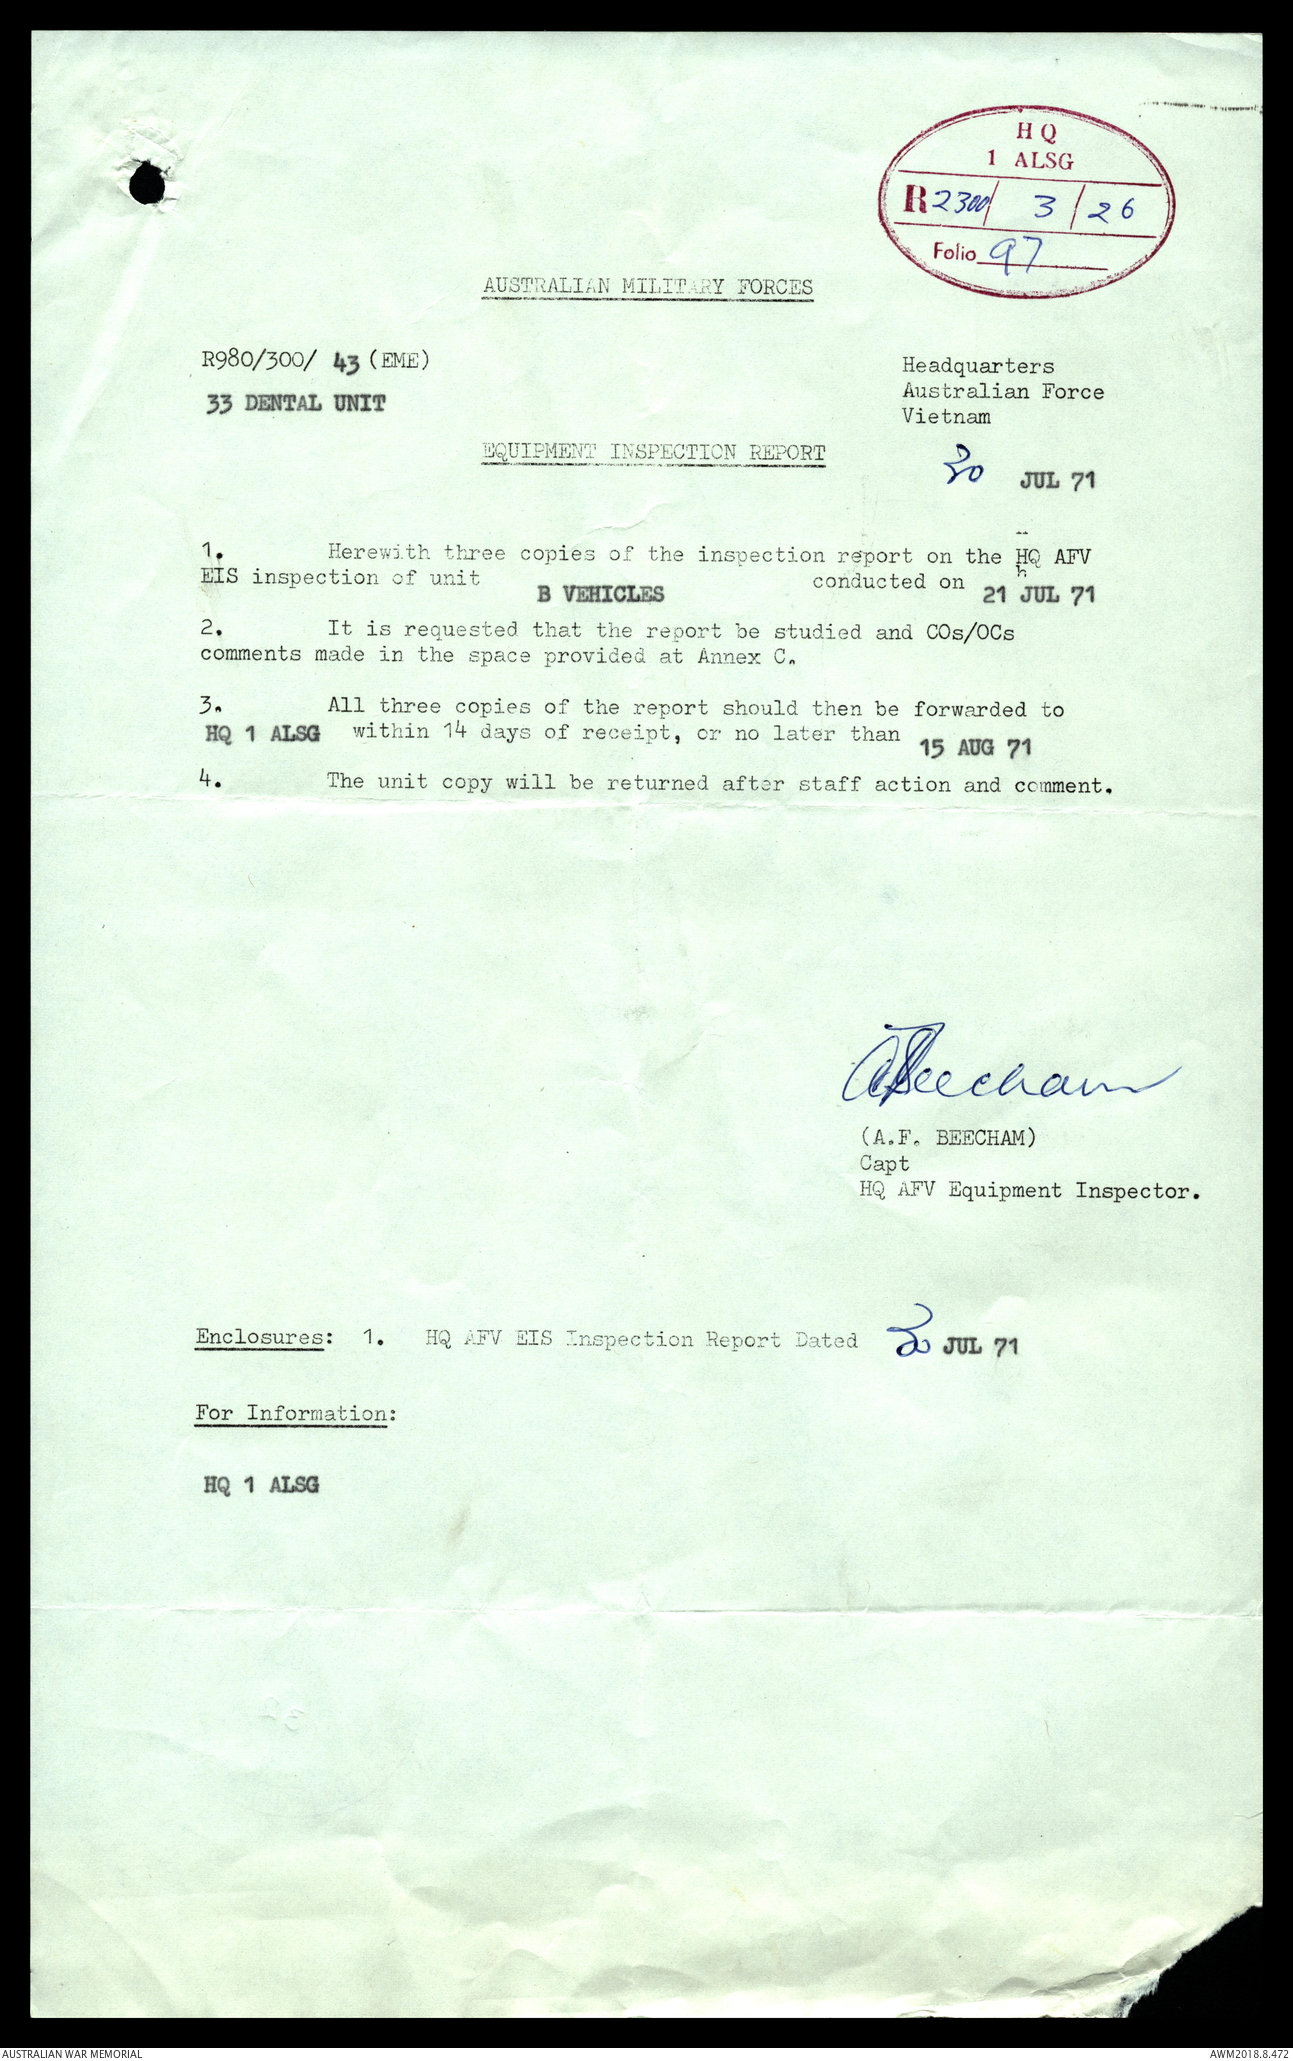 HQ
1 ALSG
R2300/ 3 / 26
Folio 97
AUSTRALIAN MILITARY FORCES
R980/300/ 43 (EME)
33 DENTAL UNIT
Headquarters
Australian Force
Vietnam
EQUIPMENT INSPECTION REPORT
30 JUL 71
1. Herewith three copies of the inspection report on the HQ AFV
EIS inspection of unit B VEHICLES conducted on 21 JUL 71
2. It is requested that the report be studied and COs/OCs
comments made in the space provided at Annex C.
3. All three copies of the report should then be forwarded to
HQ 1 ALSG within 14 days of receipt, or no later than 15 AUG 71
4. The unit copy will be returned after staff action and comment.
AFBeecham
(A.F. BEECHAM)
Capt
HQ AFV Equipment Inspector.
Enclosures: 1. HQ AFV EIS Inspection Report Dated 30 JUL 71
For Information:
HQ 1 ALSG
AUSTRALIAN WAR MEMORIAL
AWM2018.8.472